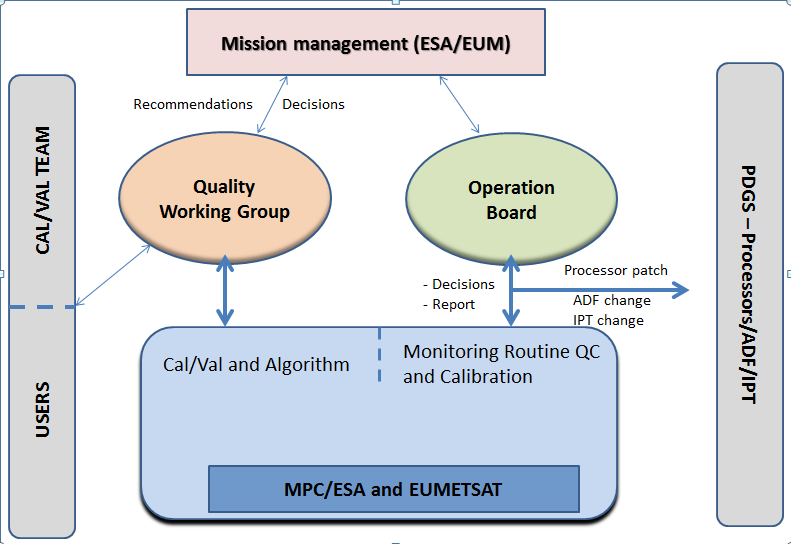 Mission management (ESA/EUM)
Recommendations
Decisions
CAL/VAL TEAM
USERS
Quality
Working Group
Operation
Board
PDGS – Processors/ADF/IPT
- Decisions
- Report
Processor patch
ADF change
IPT change
Cal/Val and Algorithm
Monitoring Routine QC
and Calibration
MPC/ESA and EUMETSAT